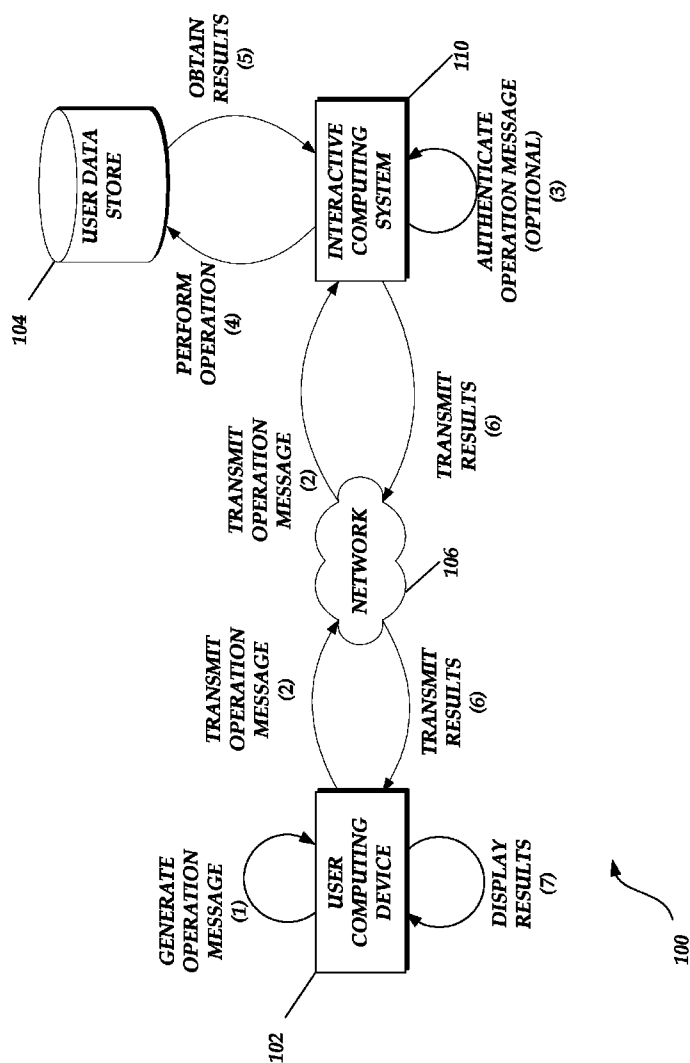 104
USER DATA
STORE
OBTAIN
RESULTS
(5)
PERFORM
OPERATION
(4)
110
INTERACTIVE
COMPUTING
SYSTEM
AUTHENTICATE
OPERATION MESSAGE
(OPTIONAL)
(3)
TRANSMIT
OPERATION
MESSAGE
(2)
TRANSMIT
RESULTS
(6)
NETWORK
106
TRANSMIT
OPERATION
MESSAGE
(2)
TRANSMIT
RESULTS
(6)
GENERATE
OPERATION
MESSAGE
(1)
USER
COMPUTING
DEVICE
102
DISPLAY
RESULTS
(7)
100